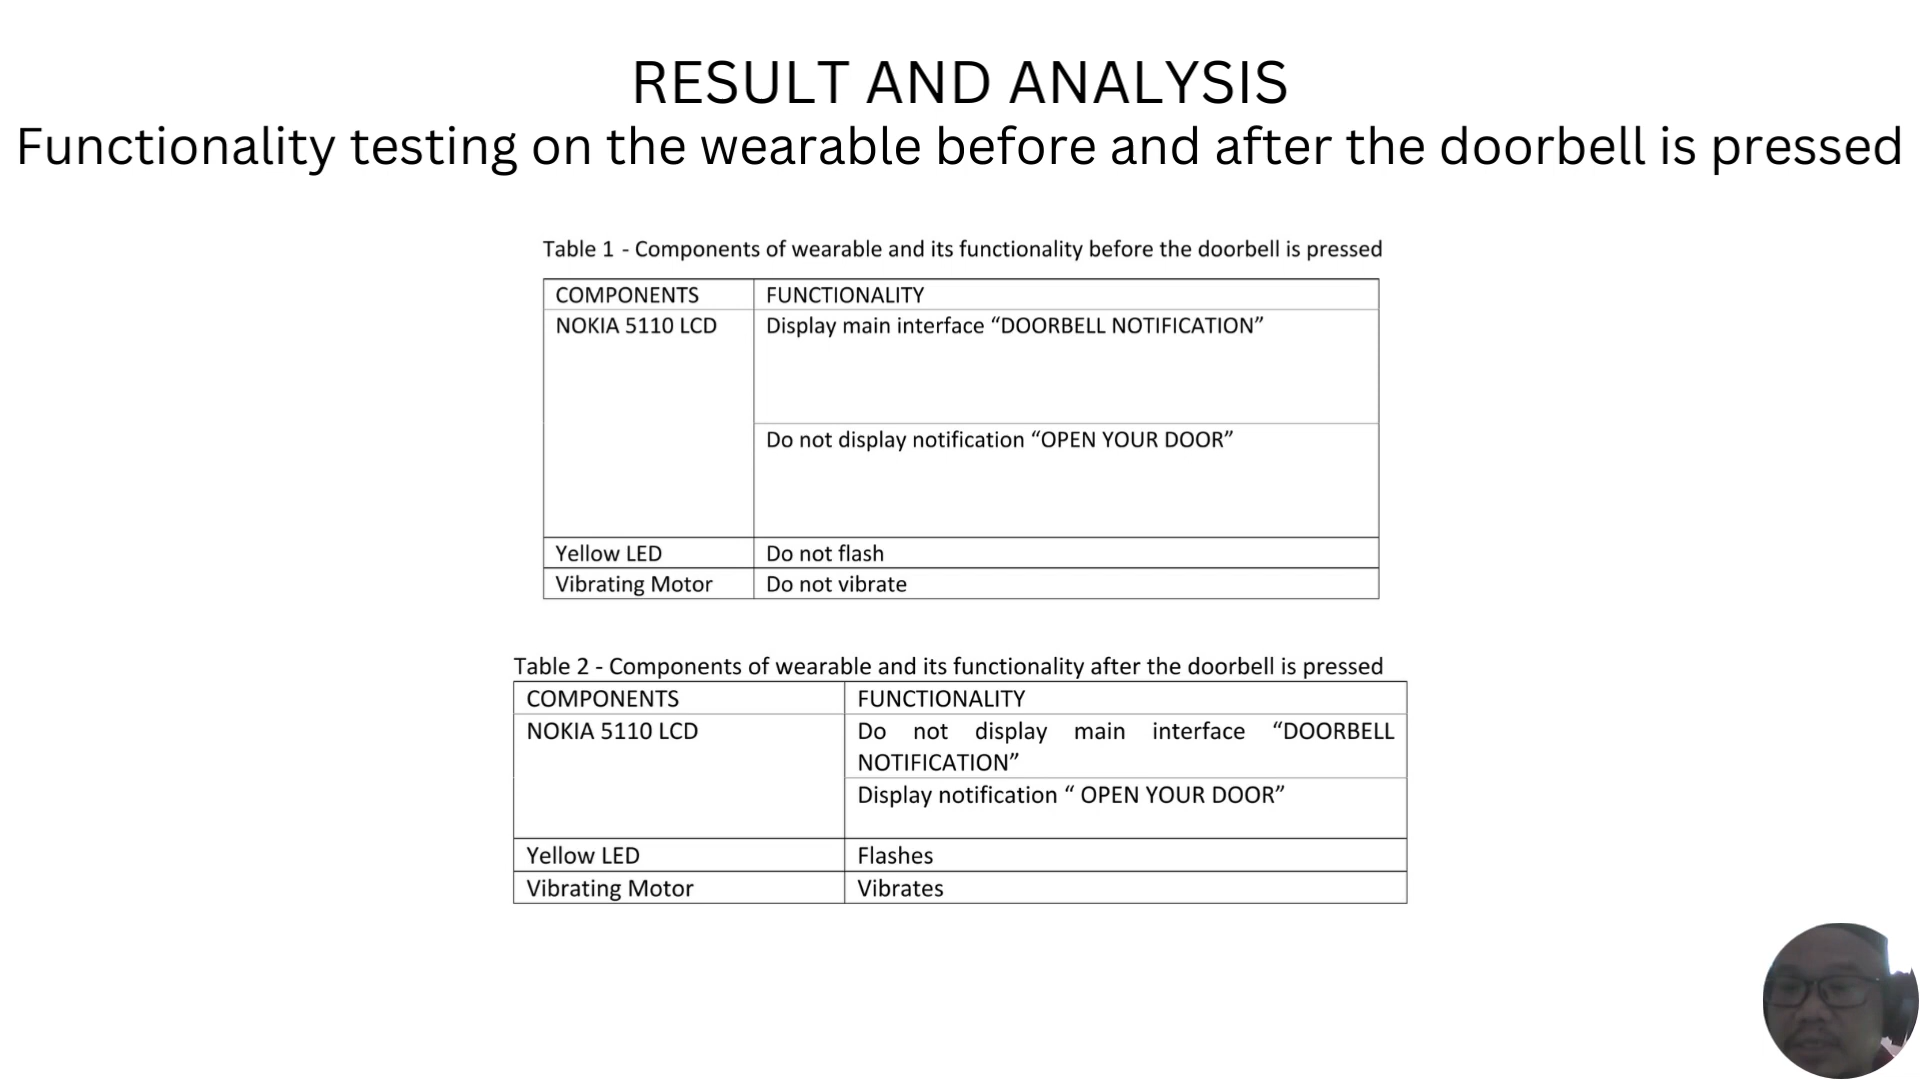 RESULT AND ANALYSIS
Functionality testing on the wearable before and after the doorbell is pressed
Table 1 - Components of wearable and its functionality before the doorbell is pressed
COMPONENTS FUNCTIONALITY
NOKIA 5110 LCD Display main interface “DOORBELL NOTIFICATION”
Do not display notification “OPEN YOUR DOOR”
Yellow LED Do not flash
Vibrating Motor Do not vibrate
Table 2 - Components of wearable and its functionality after the doorbell is pressed
COMPONENTS FUNCTIONALITY
NOKIA 5110 LCD Do not display main interface “DOORBELL
NOTIFICATION”
Display notification “ OPEN YOUR DOOR”
Yellow LED Flashes
Vibrating Motor Vibrates